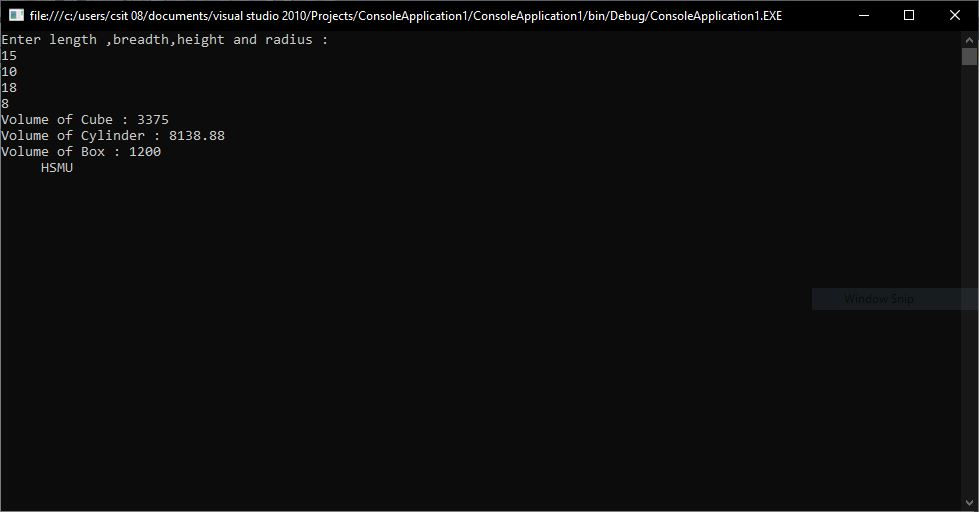 file:///c:/users/csit 08/documents/visual studio 2010/Projects/ConsoleApplication1/ConsoleApplication1/bin/Debug/ConsoleApplication1.EXE
Enter length ,breadth,height and radius :
15
10
18
8
Volume of Cube : 3375
Volume of Cylinder : 8138.88
Volume of Box : 1200
HSMU
Window Snip